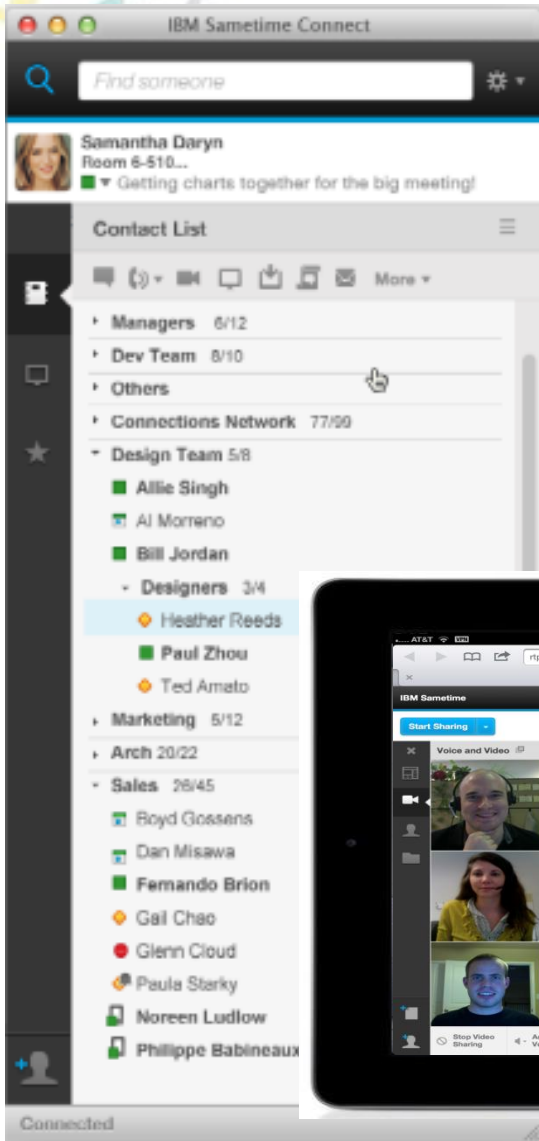 IBM Sametime Connect
Find someone
Samantha Daryn
Room 6-510...
Getting charts together for the big meeting!
Contact List
More
Managers 6/12
Dev Team 8/10
Others
Connections Network 77/99
Design Team 5/8
Allie Singh
Al Morreno
Bill Jordan
Designers 3/4
Heather Reeds
Paul Zhou
Ted Amato
Marketing 5/12
Arch 20/22
Sales 26/45
Boyd Gossens
Dan Misawa
Fernando Brion
Gail Chao
Glenn Cloud
Paula Starky
Noreen Ludlow
Philippe Babineaux
Connected
AT&T VPN
IBM Sametime
Start Sharing
Voice and Video
Stop Video
Sharing